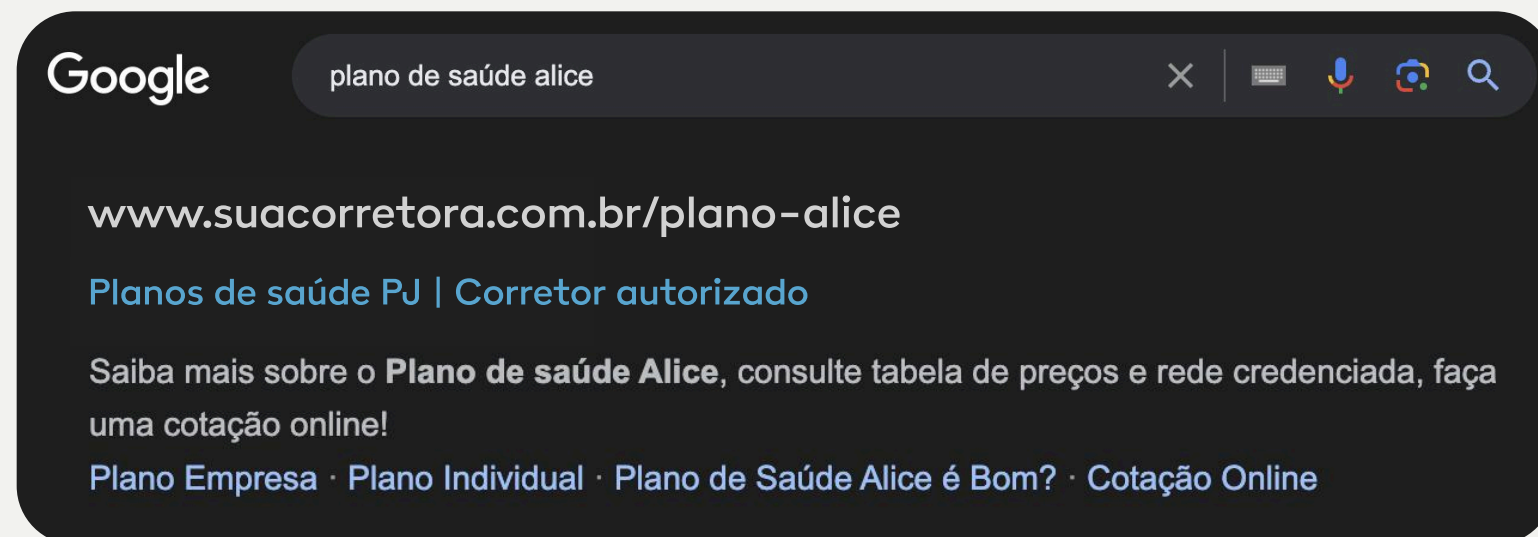 Google
plano de saúde alice
www.suacorretora.com.br/plano-alice
Planos de saúde PJ | Corretor autorizado
Saiba mais sobre o Plano de saúde Alice, consulte tabela de preços e rede credenciada, faça
uma cotação online!
Plano Empresa · Plano Individual · Plano de Saúde Alice é Bom? · Cotação Online